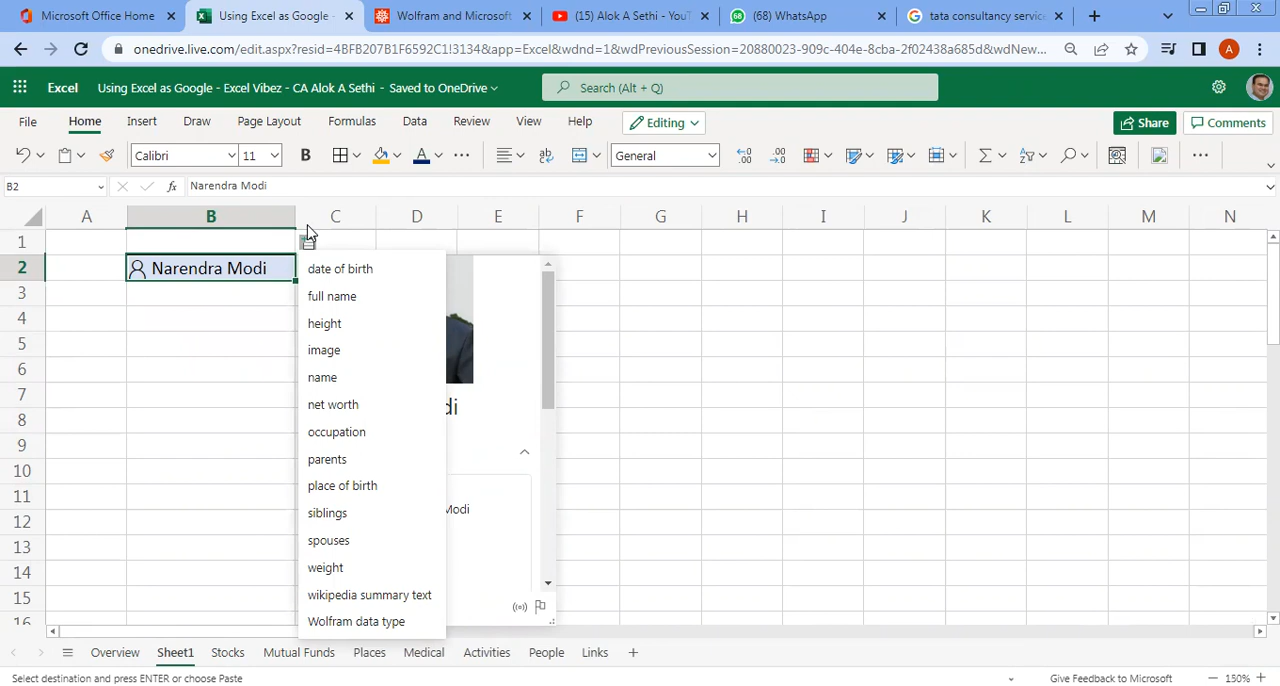 Microsoft Office Home
Using Excel as Google
Wolfram and Microsoft
(15) Alok A Sethi - YouT
(68) WhatsApp
tata consultancy service
onedrive.live.com/edit.aspx?resid=4BFB207B1F6592C1!3134&app=Excel&wdnd=1&wdPreviousSession=20880023-909c-404e-8cba-2f02438a685d&wdNew...
A
Excel
Using Excel as Google - Excel Vibez - CA Alok A Sethi - Saved to OneDrive
Search (Alt + Q)
File
Home
Insert
Draw
Page Layout
Formulas
Data
Review
View
Help
Editing
Share
Comments
Calibri
11
B
A
General
B2
fx
Narendra Modi
A B C D E F G H I J K L M N
1
2
Narendra Modi
3
4
5
6
7
8
9
10
11
12
13
14
15
16
date of birth
full name
height
image
name
net worth
occupation
parents
place of birth
siblings
spouses
weight
wikipedia summary text
Wolfram data type
di
Modi
Overview
Sheet1
Stocks
Mutual Funds
Places
Medical
Activities
People
Links
Select destination and press ENTER or choose Paste
Give Feedback to Microsoft
150%